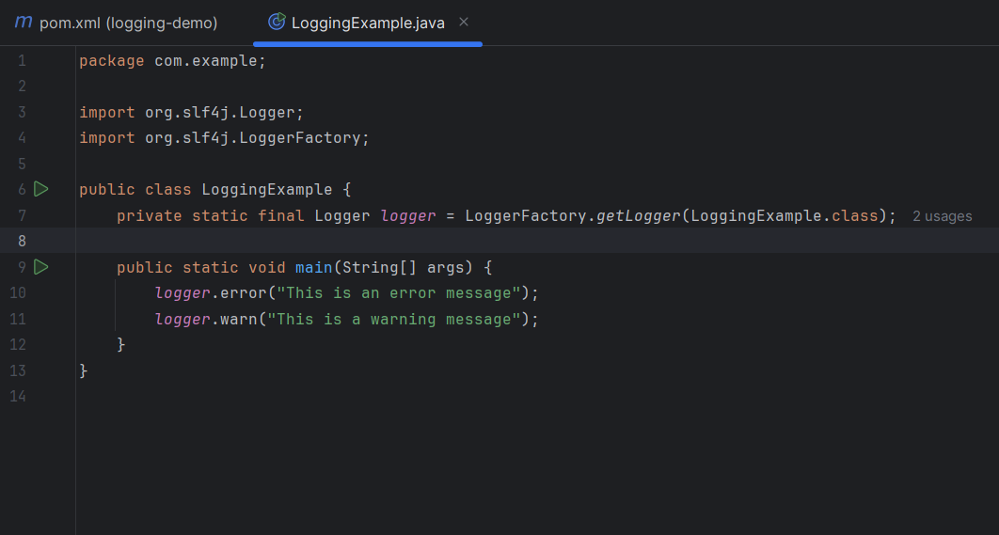 m pom.xml (logging-demo) LoggingExample.java
1 package com.example;
2
3 import org.slf4j.Logger;
4 import org.slf4j.LoggerFactory;
5
6 public class LoggingExample {
7 private static final Logger logger = LoggerFactory.getLogger(LoggingExample.class); 2 usages
8
9 public static void main(String[] args) {
10 logger.error("This is an error message");
11 logger.warn("This is a warning message");
12 }
13 }
14